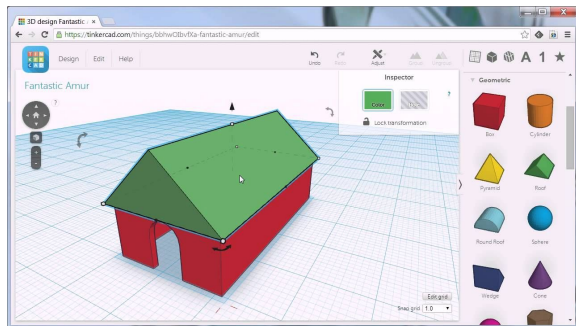 3D design Fantastic A
https://tinkercad.com/things/bbhwOIbvfXa-fantastic-amur/edit
Design Edit Help
Undo Redo Adjust Group Ungroup
A 1
Fantastic Amur
?
Inspector
Color
?
Lock transformation
Geometric
Box Cylinder
Pyramid Roof
Round Roof Sphere
Wedge Cone
Edit grid
Snap grid 1.0